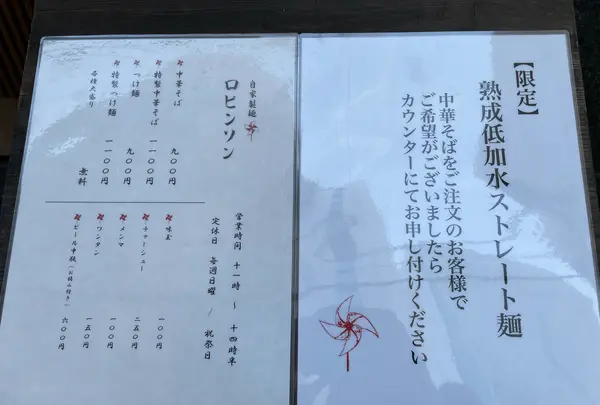 【限定】
熟成低加水ストレート麺
中華そばをご注文のお客様で
ご希望がございましたら
カウンターにてお申し付けください
自家製麺
ロビンソン
中華そば 九〇〇円
特製中華そば 一一〇〇円
つけ麺 九〇〇円
特製つけ麺 一一〇〇円
各種大盛り 無料
営業時間 十一時 〜 十四時半
定休日 毎週日曜 / 祝祭日
味玉 一〇〇円
チャーシュー 二五〇円
メンマ 一〇〇円
ワンタン 一五〇円
ビール中瓶(お摘み付き) 六〇〇円